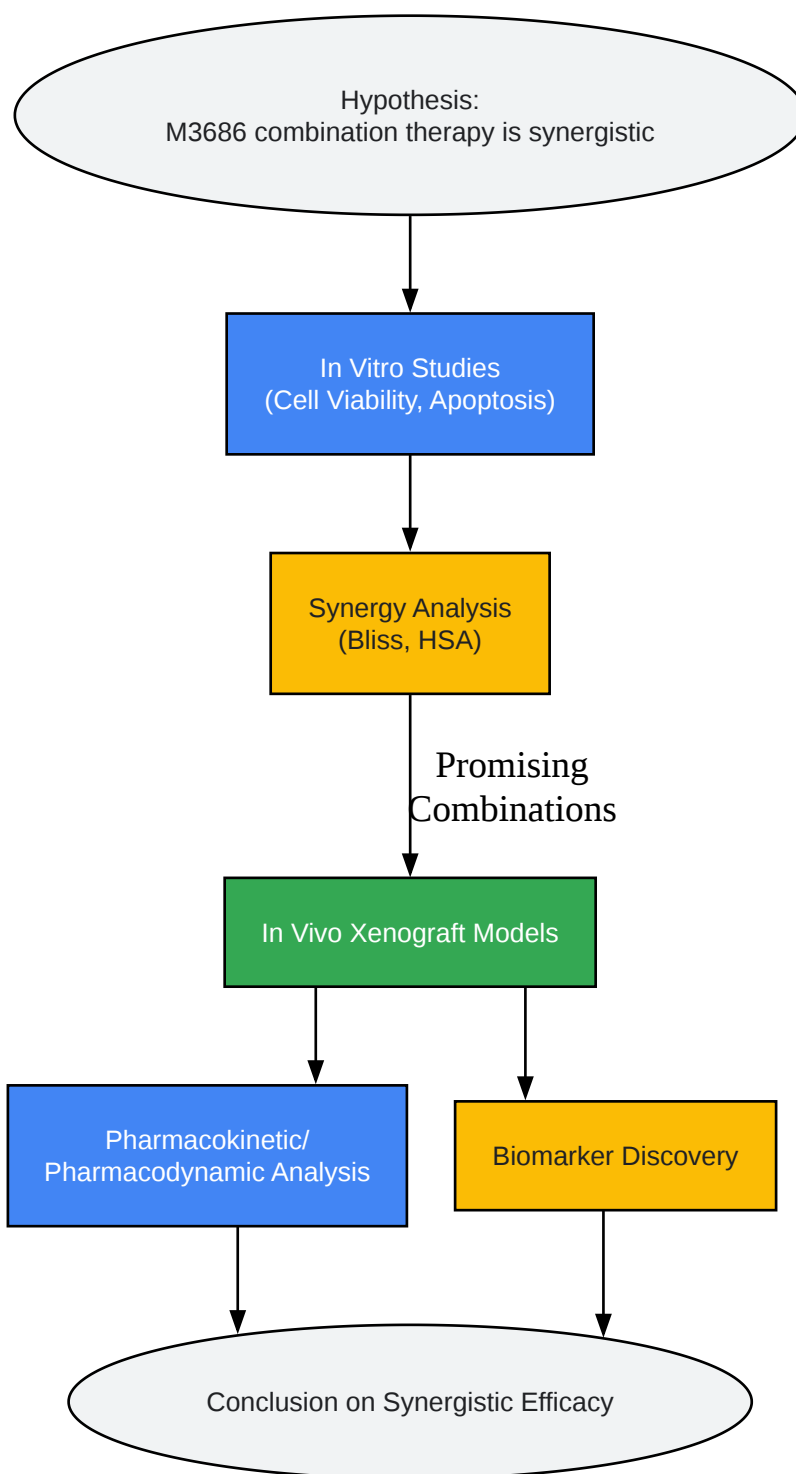 Hypothesis:
M3686 combination therapy is synergistic
In Vitro Studies
(Cell Viability, Apoptosis)
Synergy Analysis
(Bliss, HSA)
Promising
Combinations
In Vivo Xenograft Models
Pharmacokinetic/
Pharmacodynamic Analysis
Biomarker Discovery
Conclusion on Synergistic Efficacy